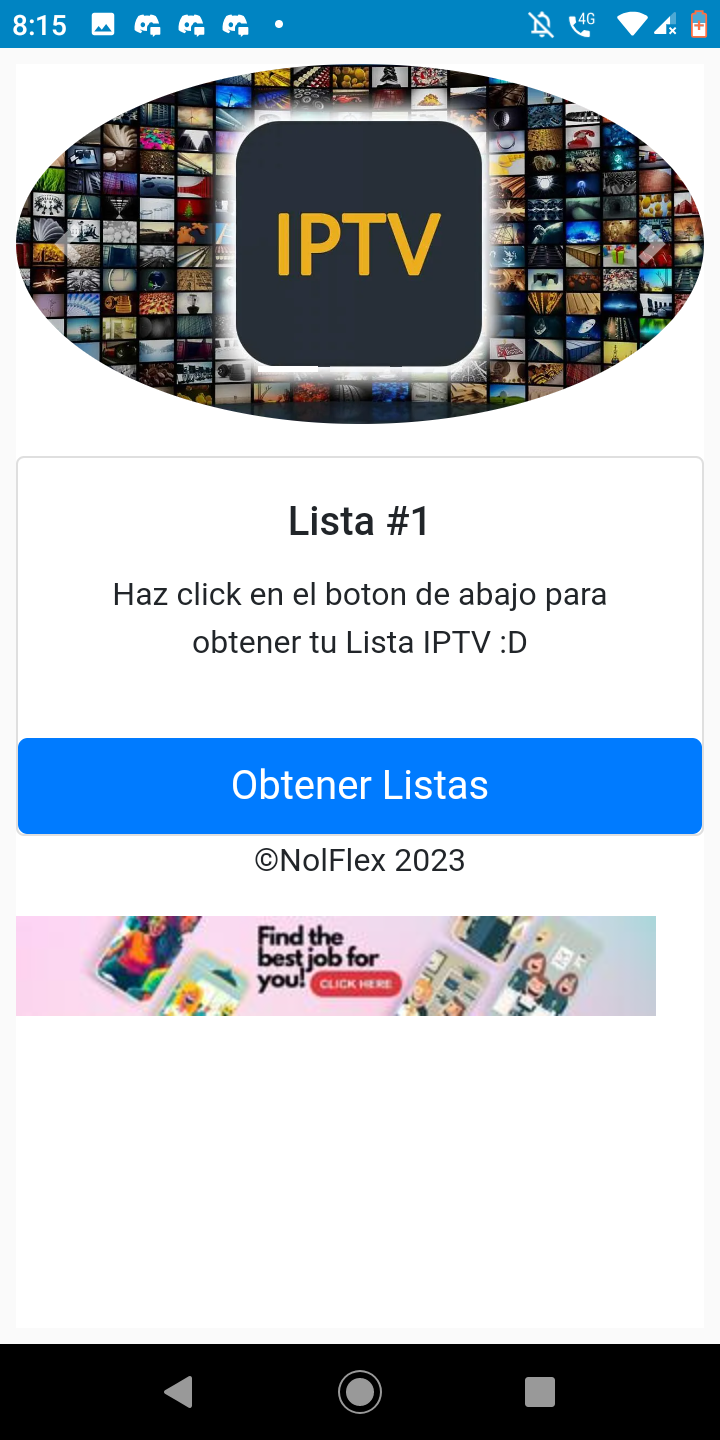 8:15
4G
IPTV
Lista #1
Haz click en el boton de abajo para
obtener tu Lista IPTV :D
Obtener Listas
©NolFlex 2023
Find the
best job for
you! CLICK HERE